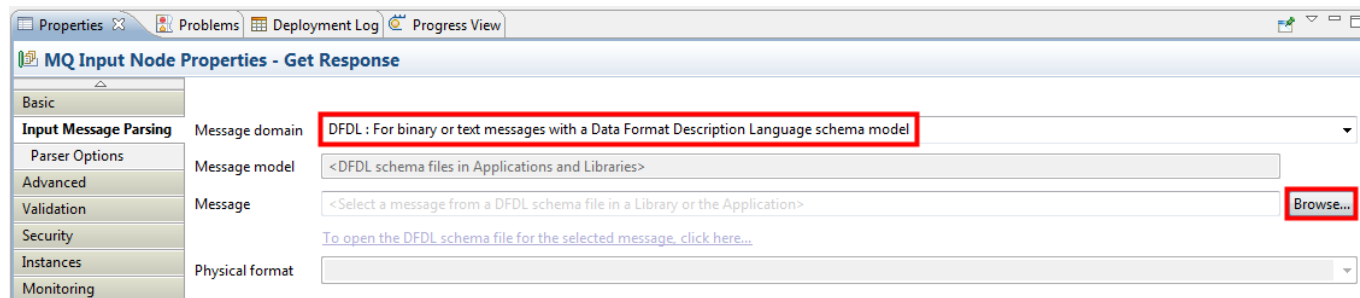 Properties Problems Deployment Log Progress View
MQ Input Node Properties - Get Response
Basic
Input Message Parsing Message domain DFDL : For binary or text messages with a Data Format Description Language schema model
Parser Options Message model <DFDL schema files in Applications and Libraries>
Advanced
Validation Message <Select a message from a DFDL schema file in a Library or the Application> Browse...
Security To open the DFDL schema file for the selected message, click here...
Instances Physical format
Monitoring